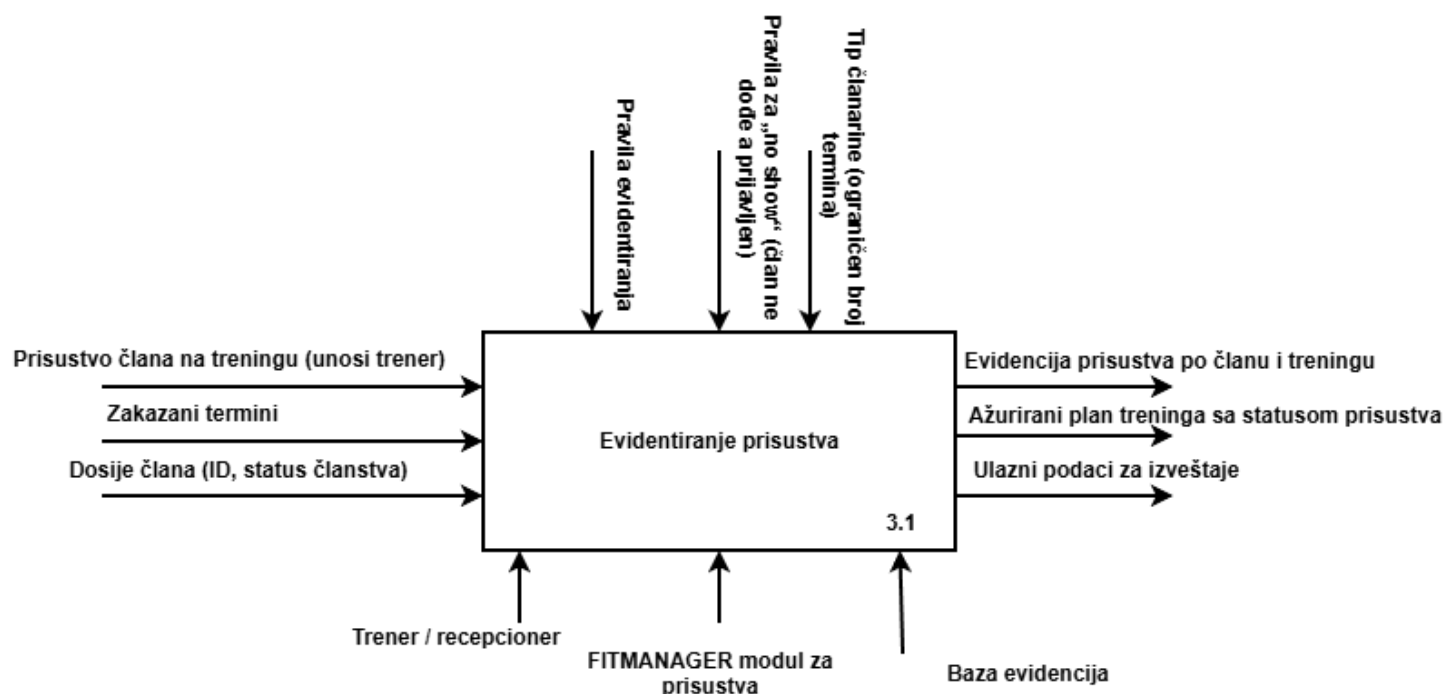 Pravila evidentiranja
Pravila za „no show“ (član ne
dođe a prijavljen)
Tip članarine (ograničen broj
termina)
Prisustvo člana na treningu (unosi trener)
Zakazani termini
Dosije člana (ID, status članstva)
Evidentiranje prisustva
3.1
Evidencija prisustva po članu i treningu
Ažurirani plan treninga sa statusom prisustva
Ulazni podaci za izveštaje
Trener / recepcioner
FITMANAGER modul za
prisustva
Baza evidencija